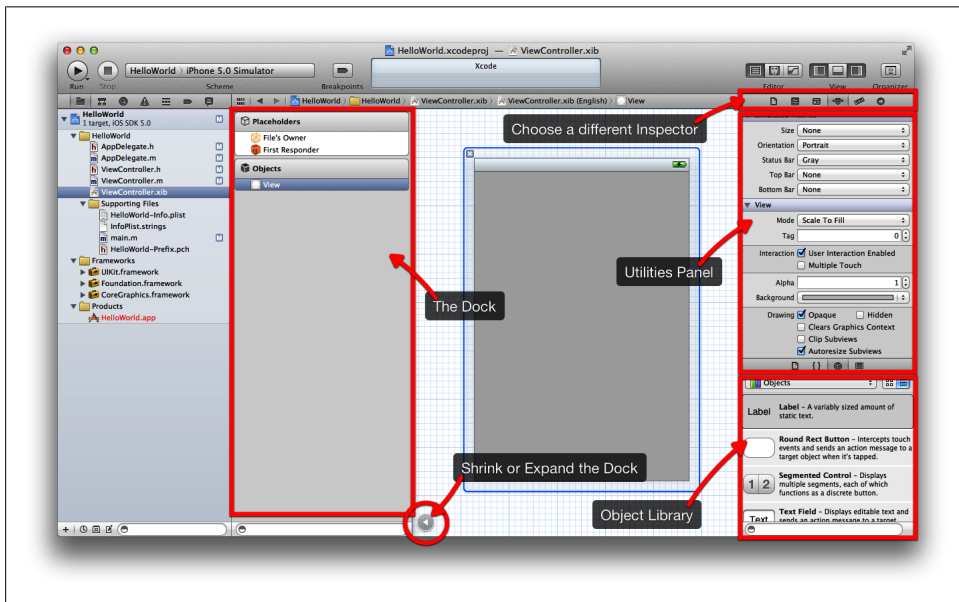 HelloWorld.xcodeproj — ViewController.xib
Run Stop
HelloWorld iPhone 5.0 Simulator
Scheme
Breakpoints
Xcode
Editor View Organizer
HelloWorld HelloWorld ViewController.xib ViewController.xib (English) View
HelloWorld
1 target, iOS SDK 5.0
HelloWorld
AppDelegate.h
AppDelegate.m
ViewController.h
ViewController.m
ViewController.xib
Supporting Files
HelloWorld-Info.plist
InfoPlist.strings
main.m
HelloWorld-Prefix.pch
Frameworks
UIKit.framework
Foundation.framework
CoreGraphics.framework
Products
HelloWorld.app
Placeholders
File's Owner
First Responder
Objects
View
Choose a different Inspector
The Dock
Utilities Panel
Shrink or Expand the Dock
Object Library
Size None
Orientation Portrait
Status Bar Gray
Top Bar None
Bottom Bar None
View
Mode Scale To Fill
Tag 0
Interaction User Interaction Enabled
Multiple Touch
Alpha 1
Background
Drawing Opaque Hidden
Clears Graphics Context
Clip Subviews
Autoresize Subviews
Objects
Label Label – A variably sized amount of
static text.
Round Rect Button – Intercepts touch
events and sends an action message to a
target object when it's tapped.
1 2 Segmented Control – Displays
multiple segments, each of which
functions as a discrete button.
Text Text Field – Displays editable text and
sends an action message to a target